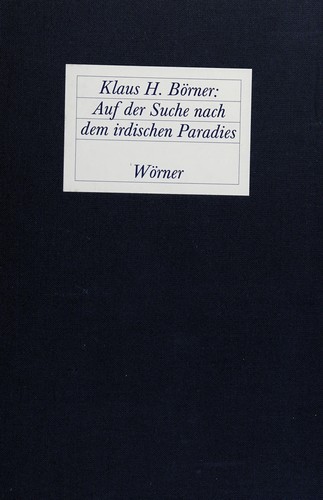 Klaus H. Börner:
Auf der Suche nach
dem irdischen Paradies
Wörner